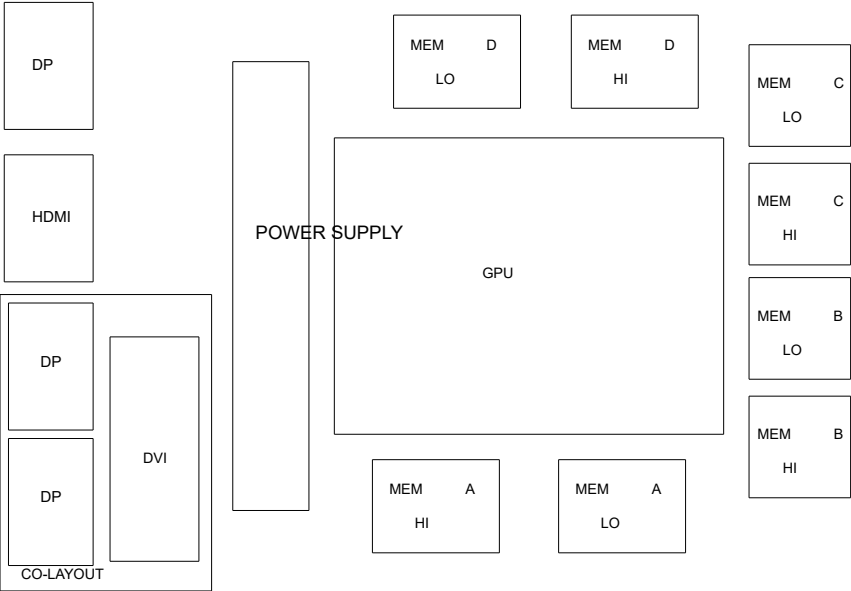 DP
HDMI
DP
DP
DVI
CO-LAYOUT
POWER SUPPLY
GPU
MEM D
LO
MEM D
HI
MEM C
LO
MEM C
HI
MEM B
LO
MEM B
HI
MEM A
HI
MEM A
LO